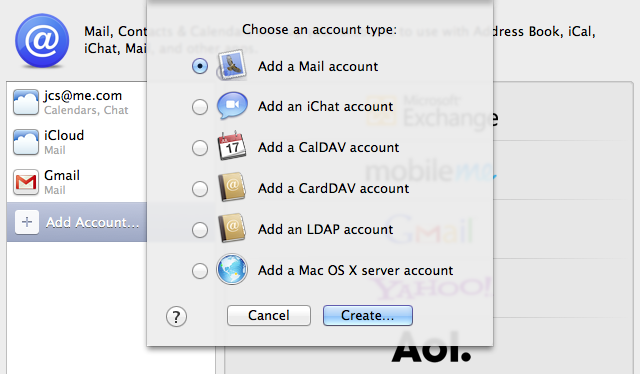 Mail, Contacts & Calendars
to use with Address Book, iCal,
iChat, Mail, and other apps.
Choose an account type:
Add a Mail account
Add an iChat account
17
Add a CalDAV account
Add a CardDAV account
Add an LDAP account
Add a Mac OS X server account
?
Cancel
Create...
jcs@me.com
Calendars, Chat
iCloud
Mail
Gmail
Mail
Add Account...
Microsoft
Exchange
mobileme
Gmail
YAHOO!
Aol.